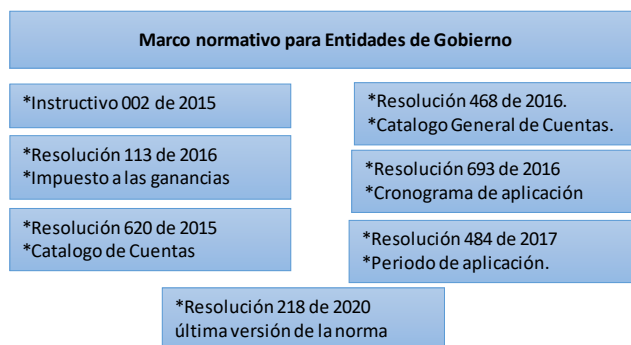 Marco normativo para Entidades de Gobierno
*Instructivo 002 de 2015
*Resolución 113 de 2016
*Impuesto a las ganancias
*Resolución 620 de 2015
*Catalogo de Cuentas
*Resolución 468 de 2016.
*Catalogo General de Cuentas.
*Resolución 693 de 2016
*Cronograma de aplicación
*Resolución 484 de 2017
*Periodo de aplicación.
*Resolución 218 de 2020
última versión de la norma